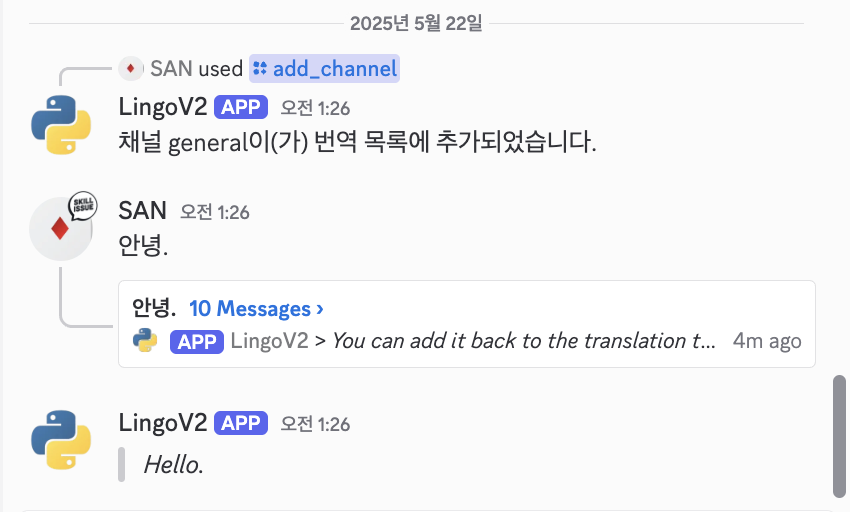 2025년 5월 22일
SAN used add_channel
LingoV2 APP 오전 1:26
채널 general이(가) 번역 목록에 추가되었습니다.
SKILL ISSUE
SAN 오전 1:26
안녕.
안녕. 10 Messages ›
APP LingoV2 > You can add it back to the translation t... 4m ago
LingoV2 APP 오전 1:26
Hello.